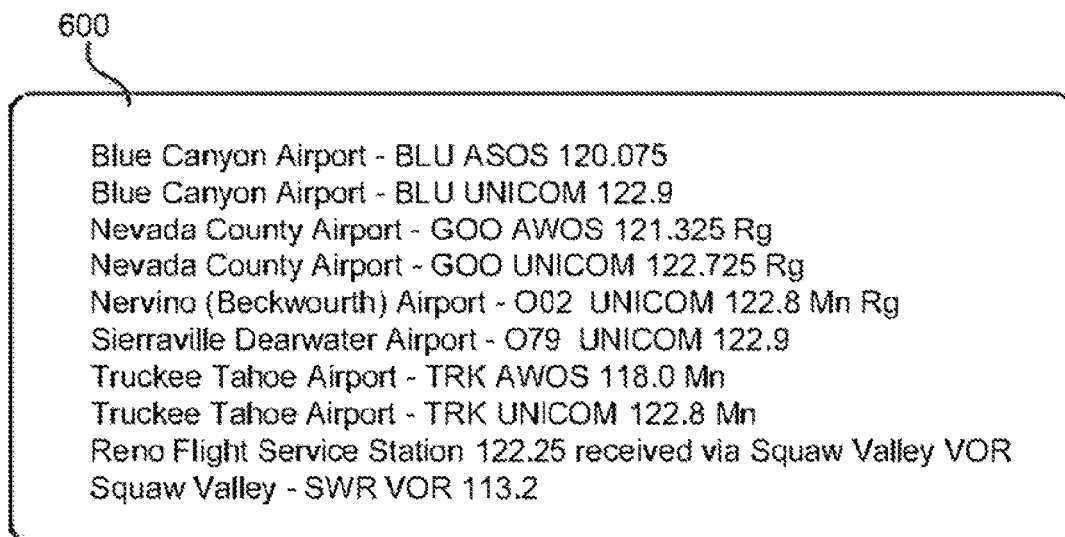 600
Blue Canyon Airport - BLU ASOS 120.075
Blue Canyon Airport - BLU UNICOM 122.9
Nevada County Airport - GOO AWOS 121.325 Rg
Nevada County Airport - GOO UNICOM 122.725 Rg
Nervino (Beckwourth) Airport - O02 UNICOM 122.8 Mn Rg
Sierraville Dearwater Airport - O79 UNICOM 122.9
Truckee Tahoe Airport - TRK AWOS 118.0 Mn
Truckee Tahoe Airport - TRK UNICOM 122.8 Mn
Reno Flight Service Station 122.25 received via Squaw Valley VOR
Squaw Valley - SWR VOR 113.2